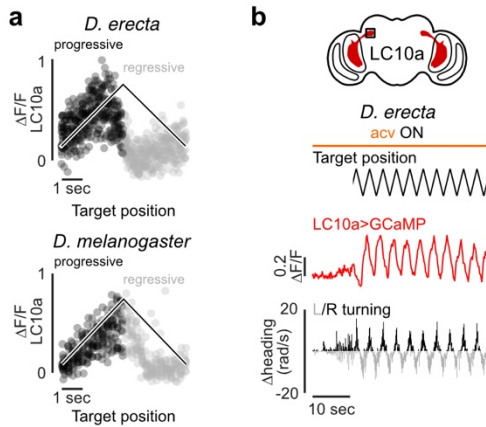 a
D. erecta
progressive
regressive
1
ΔF/F
LC10a
0
1 sec
Target position
D. melanogaster
progressive
regressive
1
ΔF/F
LC10a
0
1 sec
Target position
b
LC10a
D. erecta
acv ON
Target position
LC10a>GCaMP
0.2
ΔF/F
20
L/R turning
Δheading
(rad/s)
-20
10 sec